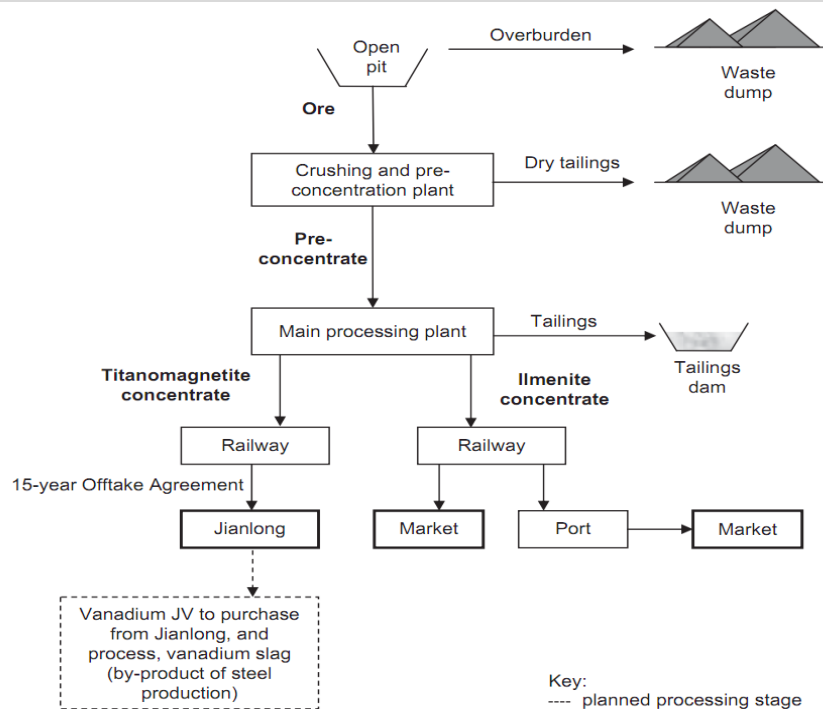 Open
pit
Overburden
Waste
dump
Ore
Crushing and pre-
concentration plant
Dry tailings
Waste
dump
Pre-
concentrate
Main processing plant
Tailings
Tailings
dam
Titanomagnetite
concentrate
Ilmenite
concentrate
Railway
Railway
15-year Offtake Agreement
Jianlong
Market
Port
Market
Vanadium JV to purchase
from Jianlong, and
process, vanadium slag
(by-product of steel
production)
Key:
---- planned processing stage